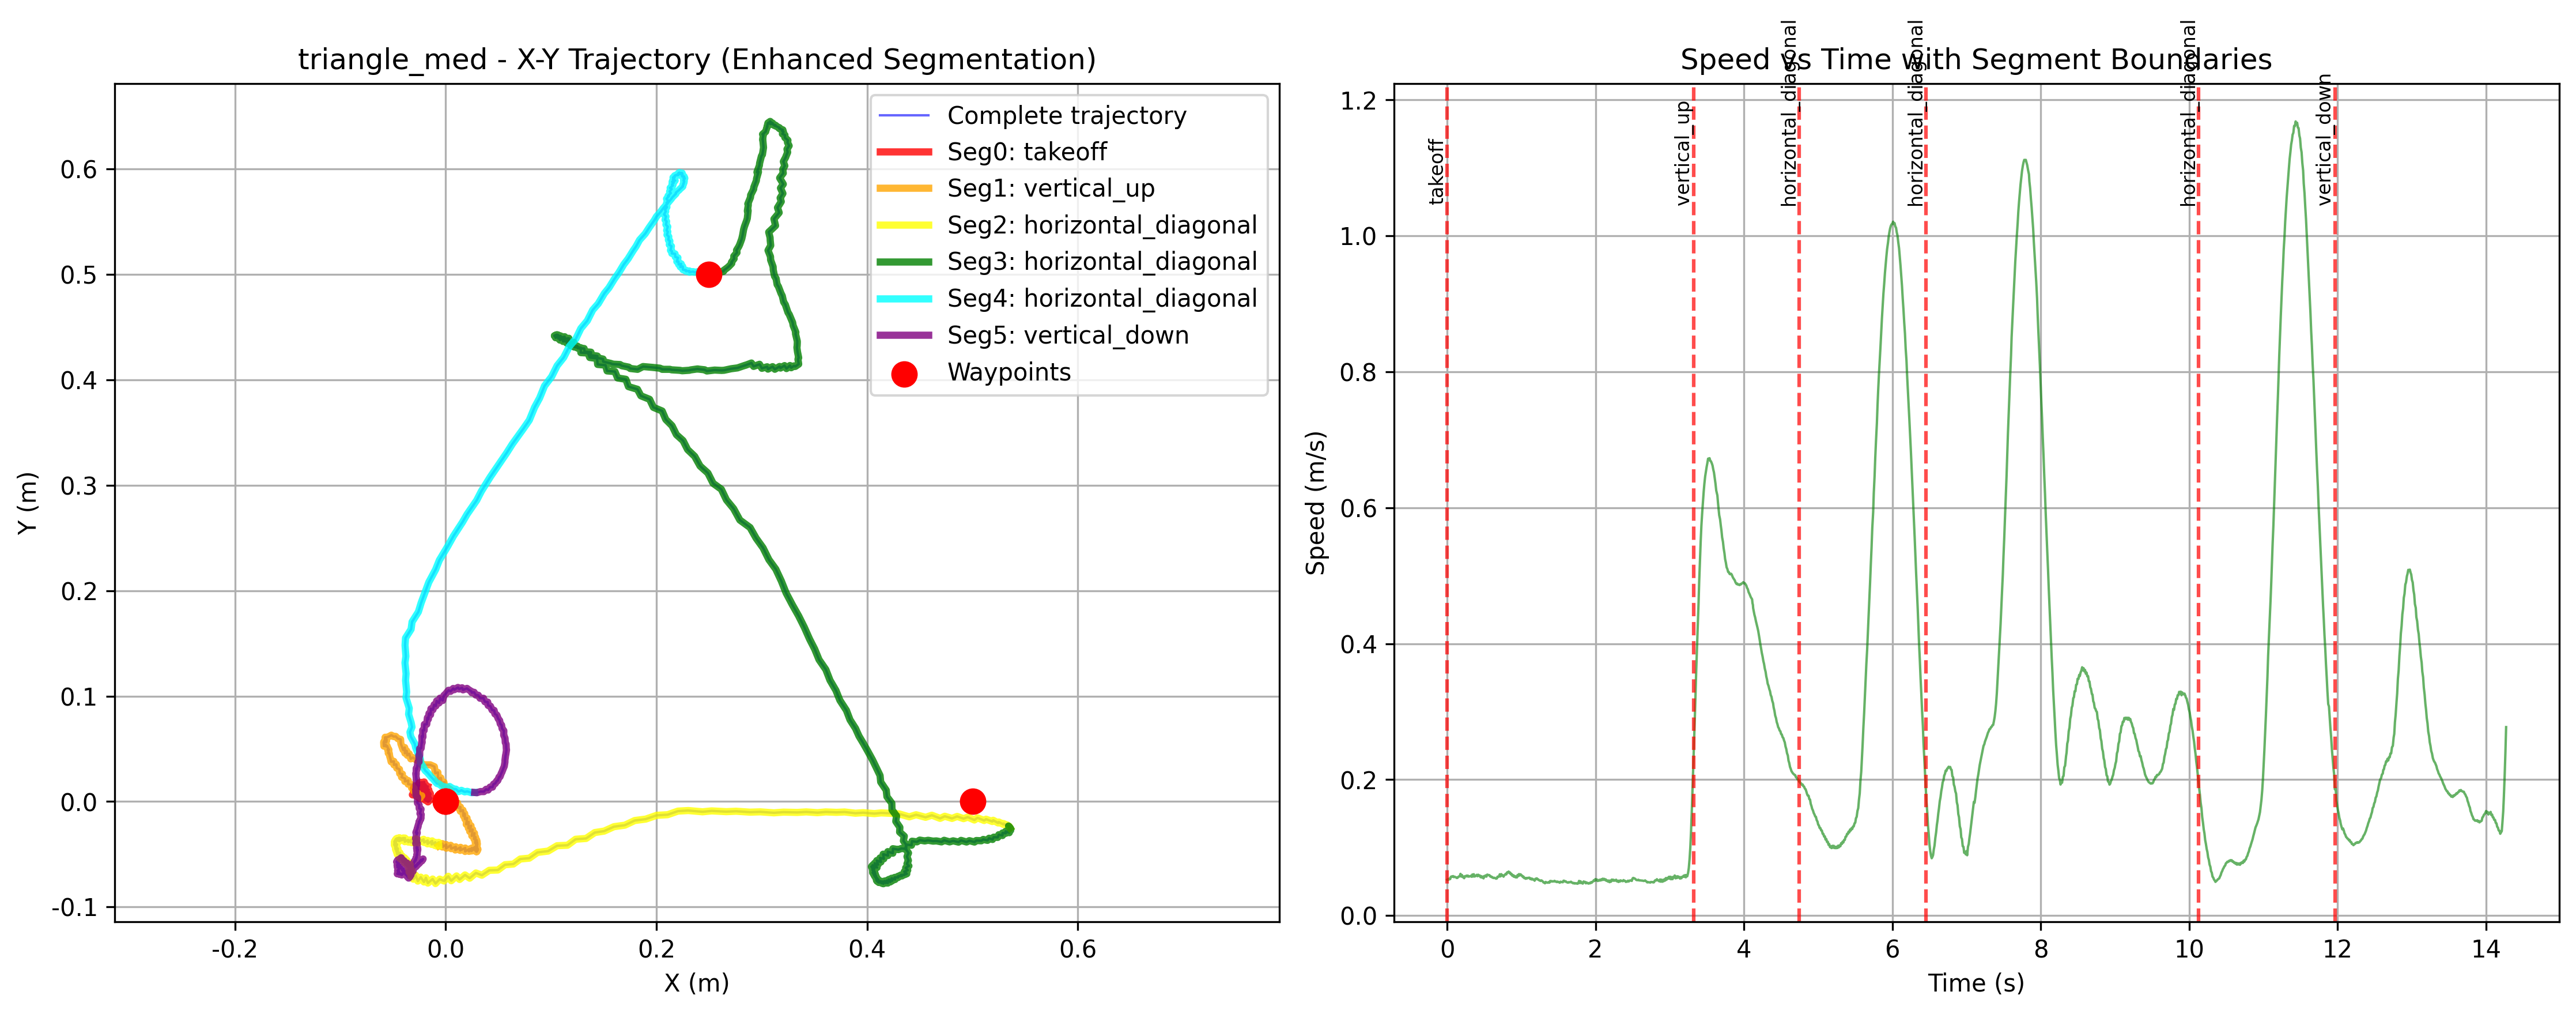 triangle_med - X-Y Trajectory (Enhanced Segmentation)
Complete trajectory
Seg0: takeoff
Seg1: vertical_up
Seg2: horizontal_diagonal
Seg3: horizontal_diagonal
Seg4: horizontal_diagonal
Seg5: vertical_down
Waypoints
Y (m)
0.6
0.5
0.4
0.3
0.2
0.1
0.0
-0.1
-0.2
0.0
0.2
0.4
0.6
X (m)
Speed vs Time with Segment Boundaries
takeoff
vertical_up
horizontal_diagonal
horizontal_diagonal
horizontal_diagonal
vertical_down
Speed (m/s)
1.2
1.0
0.8
0.6
0.4
0.2
0.0
0
2
4
6
8
10
12
14
Time (s)